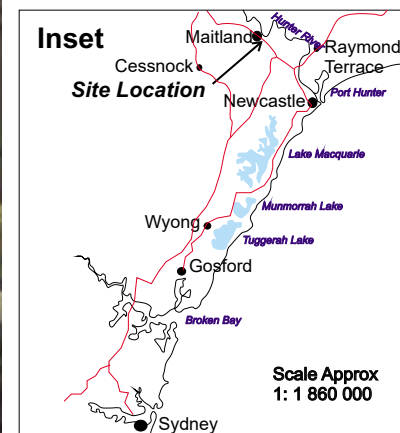 Inset
Maitland
Hunter River
Raymond
Terrace
Cessnock
Site Location
Newcastle
Port Hunter
Lake Macquarie
Munmorrah Lake
Wyong
Tuggerah Lake
Gosford
Broken Bay
Scale Approx
1: 1 860 000
Sydney